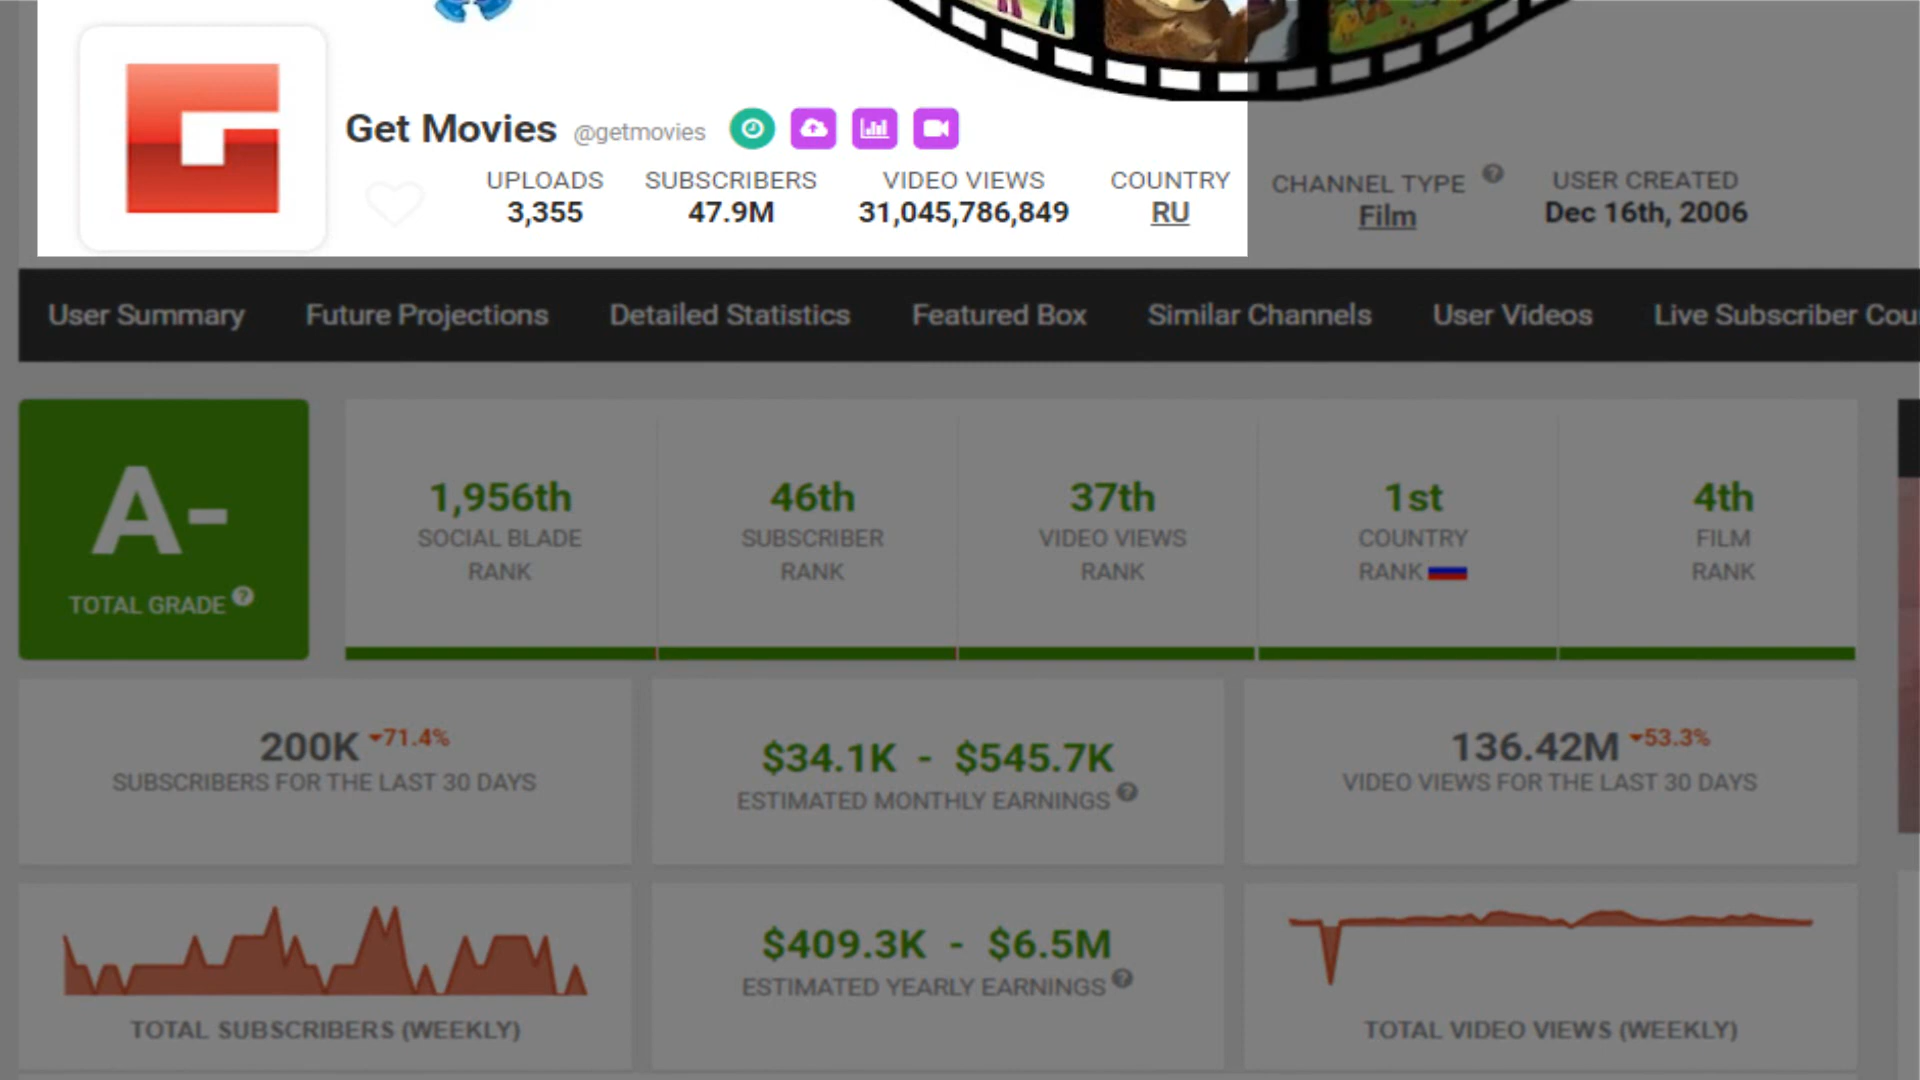 Get Movies @getmovies
UPLOADS SUBSCRIBERS VIDEO VIEWS COUNTRY CHANNEL TYPE ? USER CREATED
3,355 47.9M 31,045,786,849 RU Film Dec 16th, 2006
User Summary Future Projections Detailed Statistics Featured Box Similar Channels User Videos Live Subscriber Cou
A-
TOTAL GRADE ?
1,956th 46th 37th 1st 4th
SOCIAL BLADE SUBSCRIBER VIDEO VIEWS COUNTRY FILM
RANK RANK RANK RANK RANK
200K 71.4%
SUBSCRIBERS FOR THE LAST 30 DAYS
$34.1K - $545.7K
ESTIMATED MONTHLY EARNINGS ?
136.42M 53.3%
VIDEO VIEWS FOR THE LAST 30 DAYS
TOTAL SUBSCRIBERS (WEEKLY)
$409.3K - $6.5M
ESTIMATED YEARLY EARNINGS ?
TOTAL VIDEO VIEWS (WEEKLY)